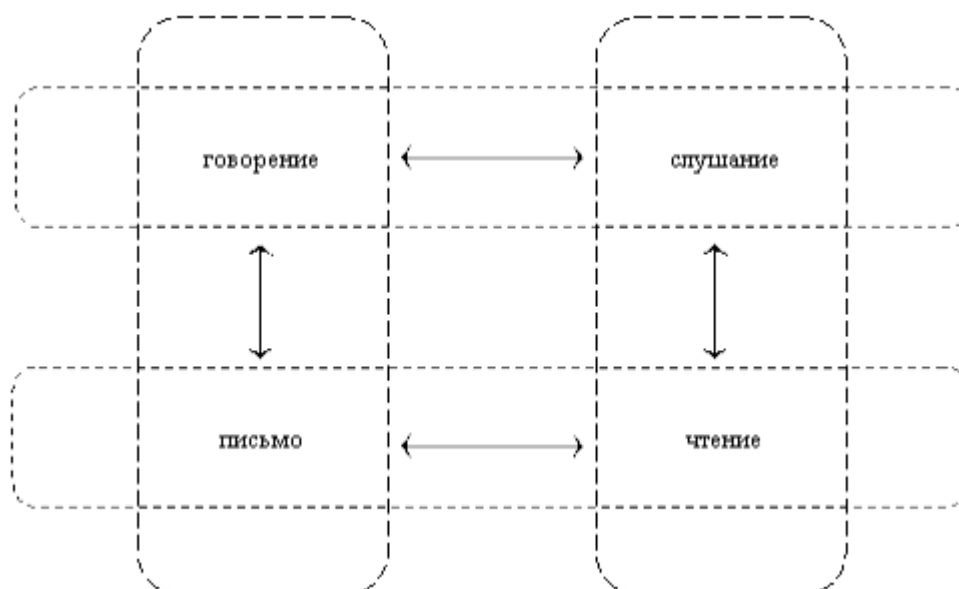 говорение
слушание
письмо
чтение